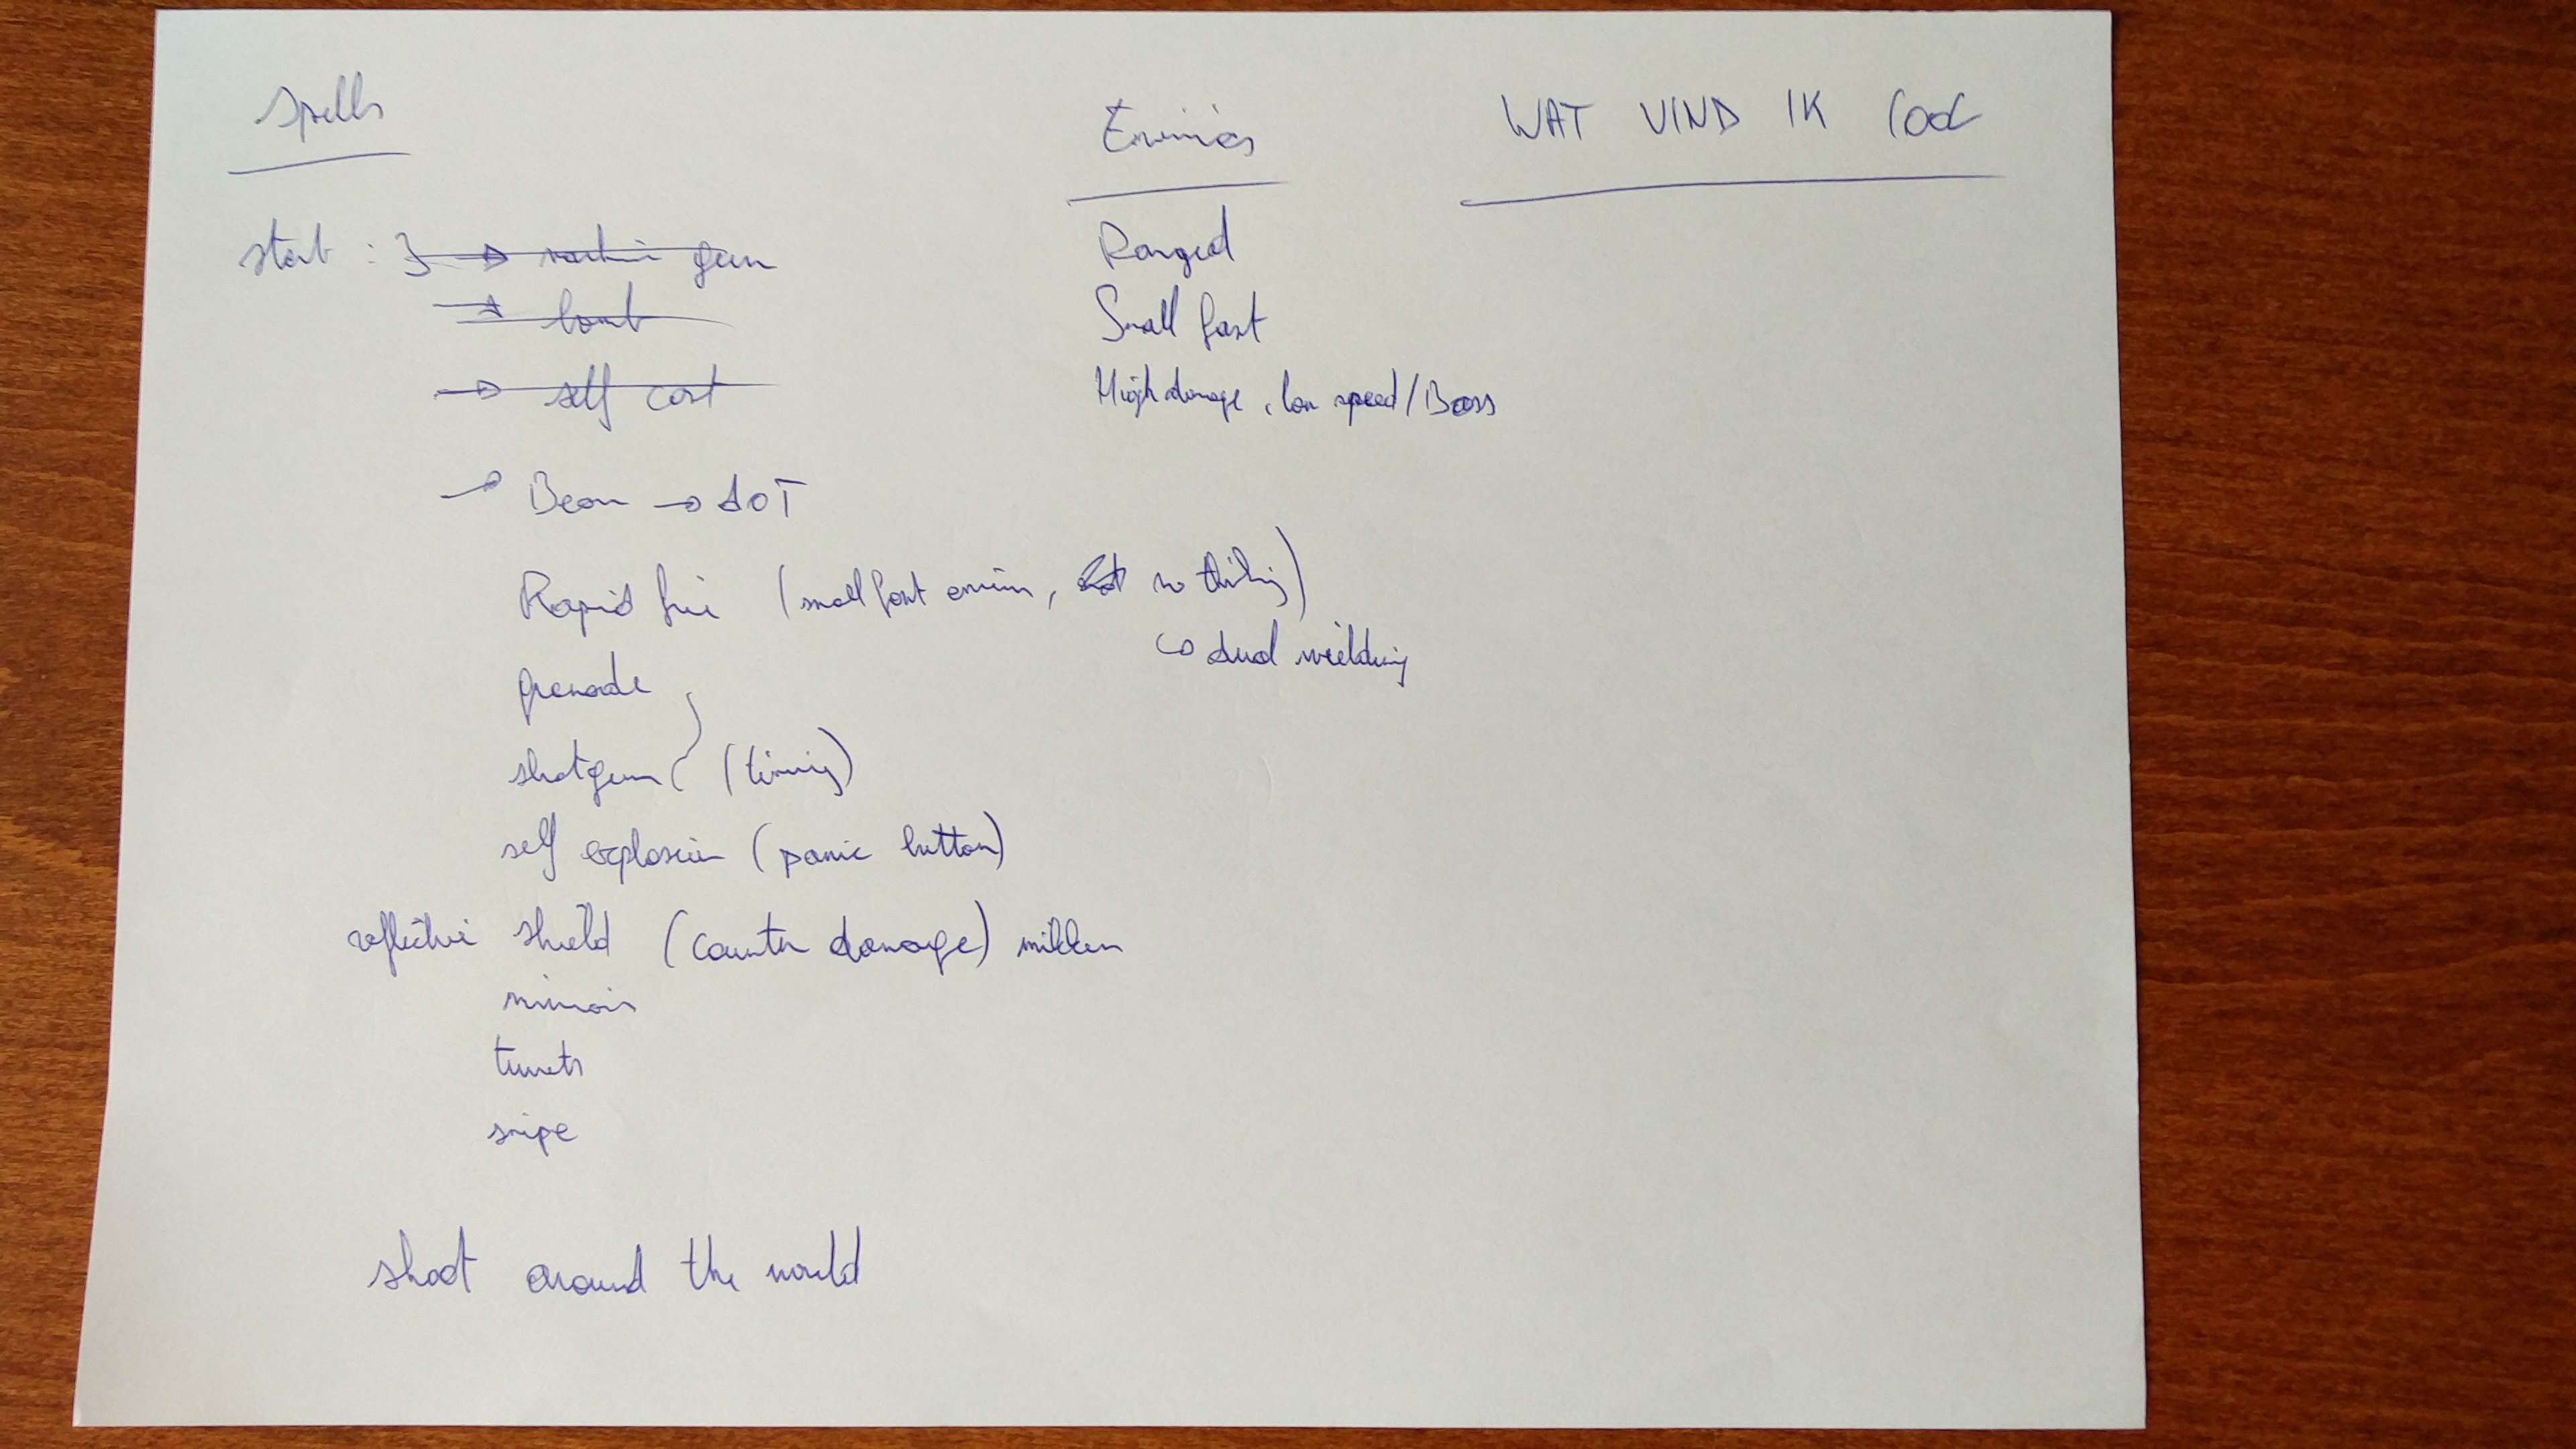 Spells
start : 3 → machine gun
→ bomb
→ self cast
→ Beam → DOT
Rapid fire (small fast enemies, no thinking)
↪ dual wielding
grenade
shotgun (timing)
self explosion (panic button)
reflective shield (counter damage)
minions
turrets
snipe
shoot around the world
Enemies
Ranged
Small fast
High damage, low speed/Boss
WAT VIND IK COOL